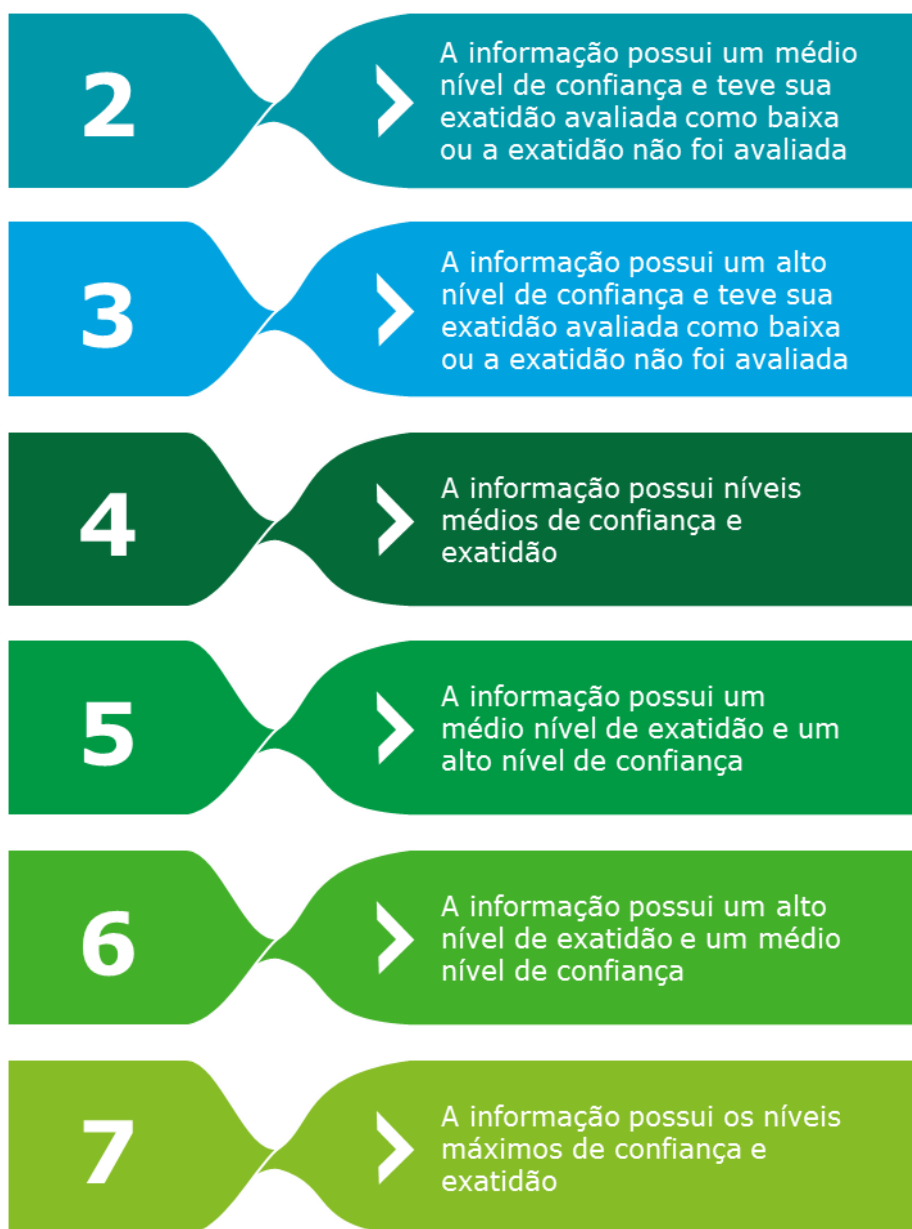 2
A informação possui um médio
nível de confiança e teve sua
exatidão avaliada como baixa
ou a exatidão não foi avaliada
3
A informação possui um alto
nível de confiança e teve sua
exatidão avaliada como baixa
ou a exatidão não foi avaliada
4
A informação possui níveis
médios de confiança e
exatidão
5
A informação possui um
médio nível de exatidão e um
alto nível de confiança
6
A informação possui um alto
nível de exatidão e um médio
nível de confiança
7
A informação possui os níveis
máximos de confiança e
exatidão